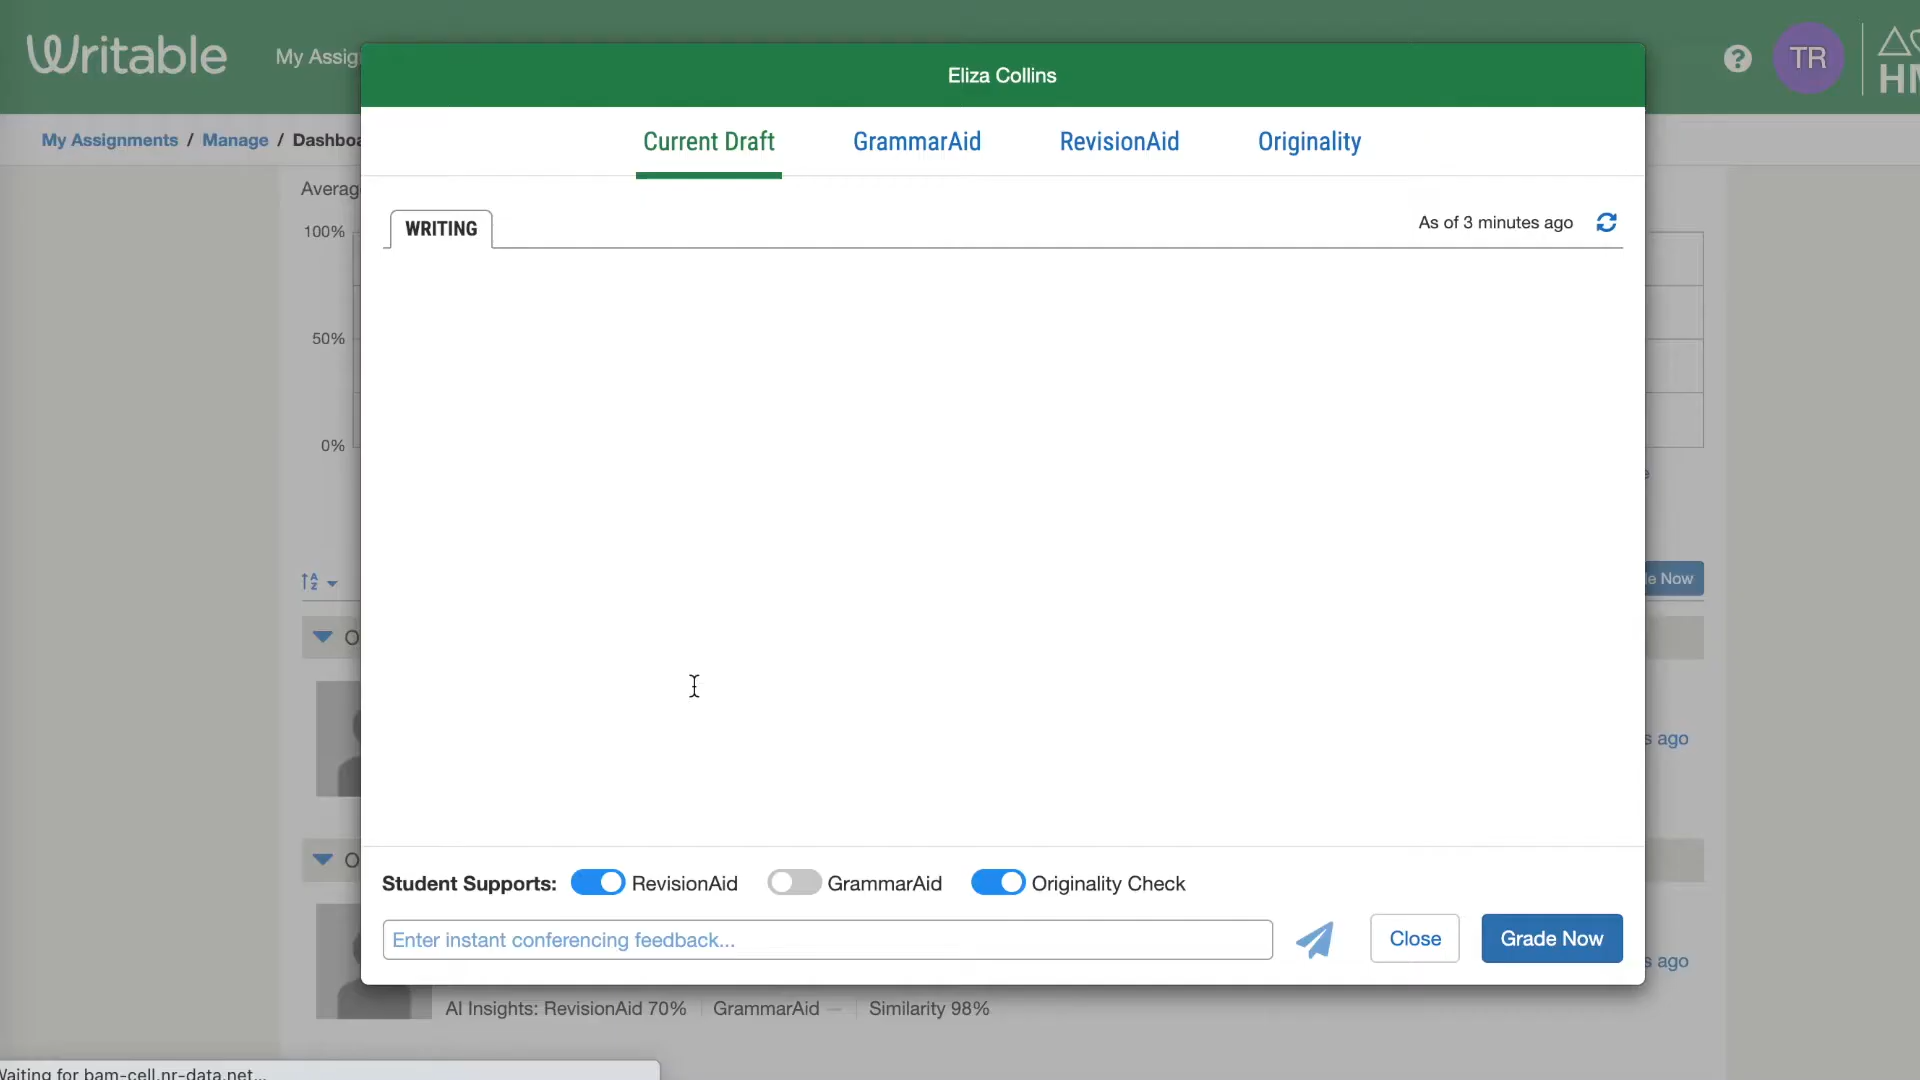 Writable
My Assig
TR
Eliza Collins
My Assignments / Manage / Dashboa
Current Draft
GrammarAid
RevisionAid
Originality
Averag
100%
50%
0%
WRITING
As of 3 minutes ago
e Now
O
s ago
O
s ago
Student Supports:
RevisionAid
GrammarAid
Originality Check
Enter instant conferencing feedback...
Close
Grade Now
AI Insights: RevisionAid 70%
GrammarAid —
Similarity 98%
Waiting for bam-cell.nr-data.net...